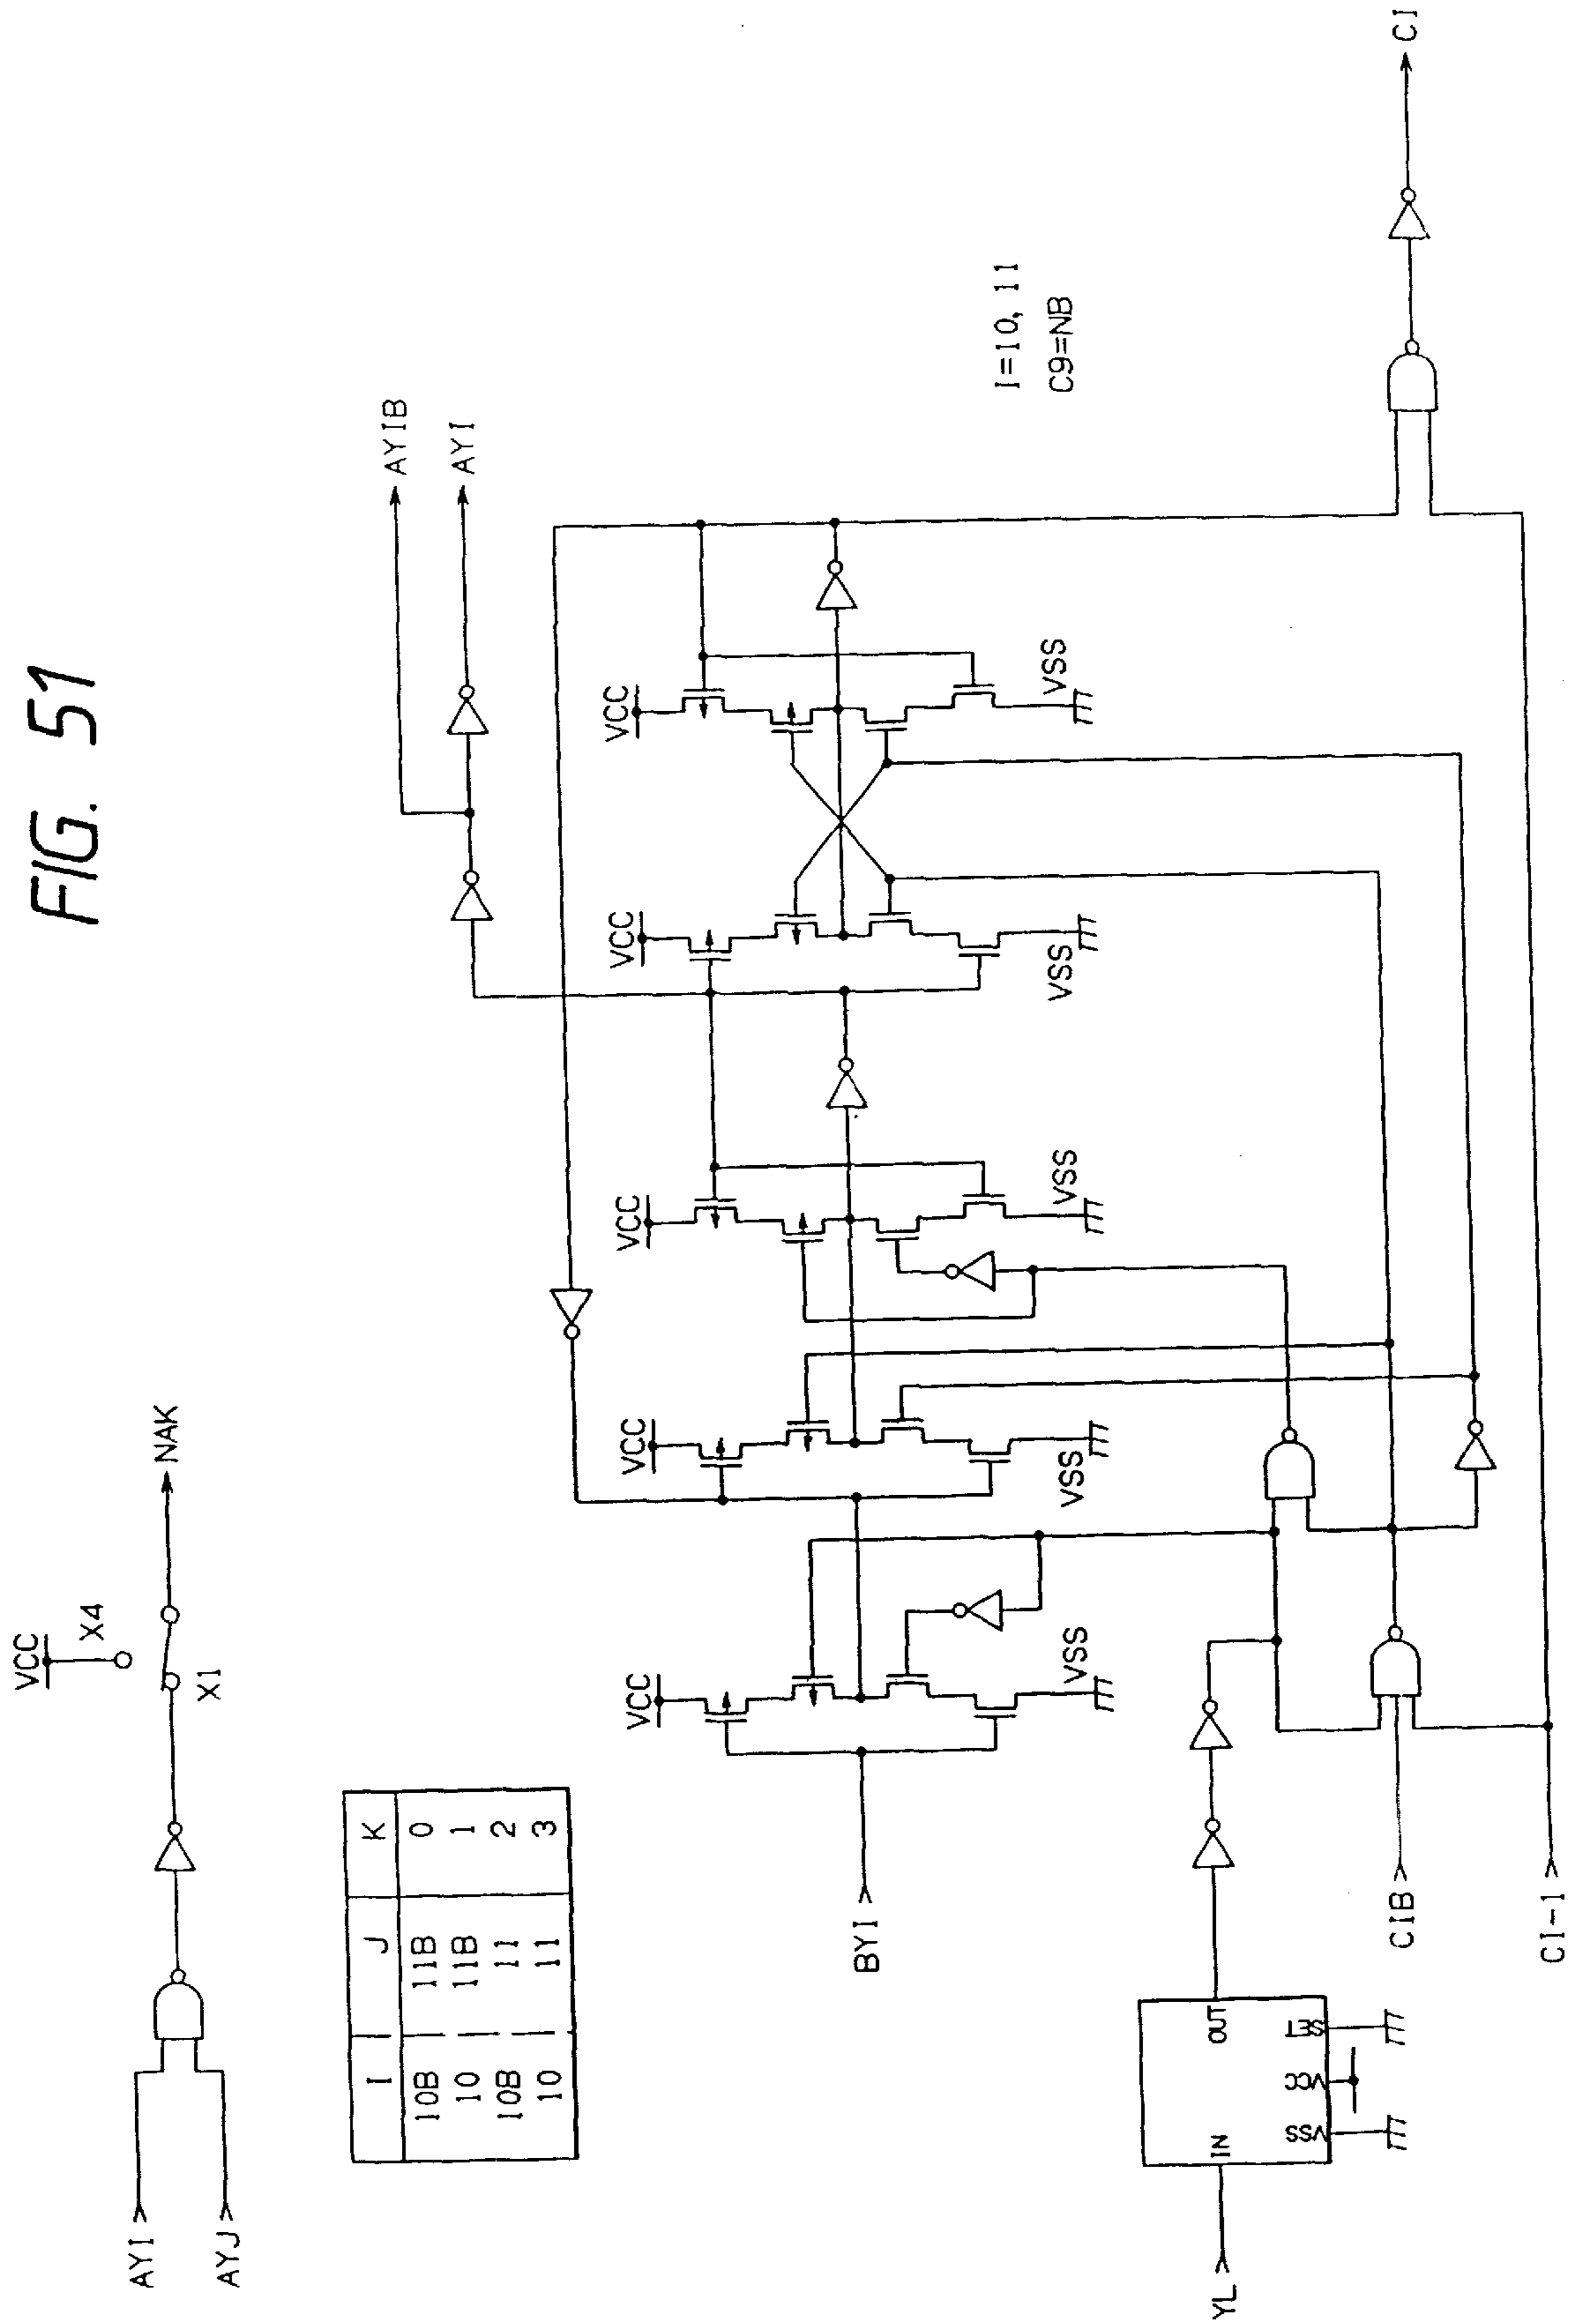 FIG. 51
AYI
AYJ
VCC
X4
X1
NAK
I J K
10B 11B 0
10 11B 1
10B 11 2
10 11 3
AYIB
AYI
VCC
VCC
VCC
VCC
VCC
VSS
VSS
VSS
VSS
VSS
BYI
I=10, 11
C9=NB
YL
IN
OUT
VSS
VCC
SET
CIB
CI-1
CI